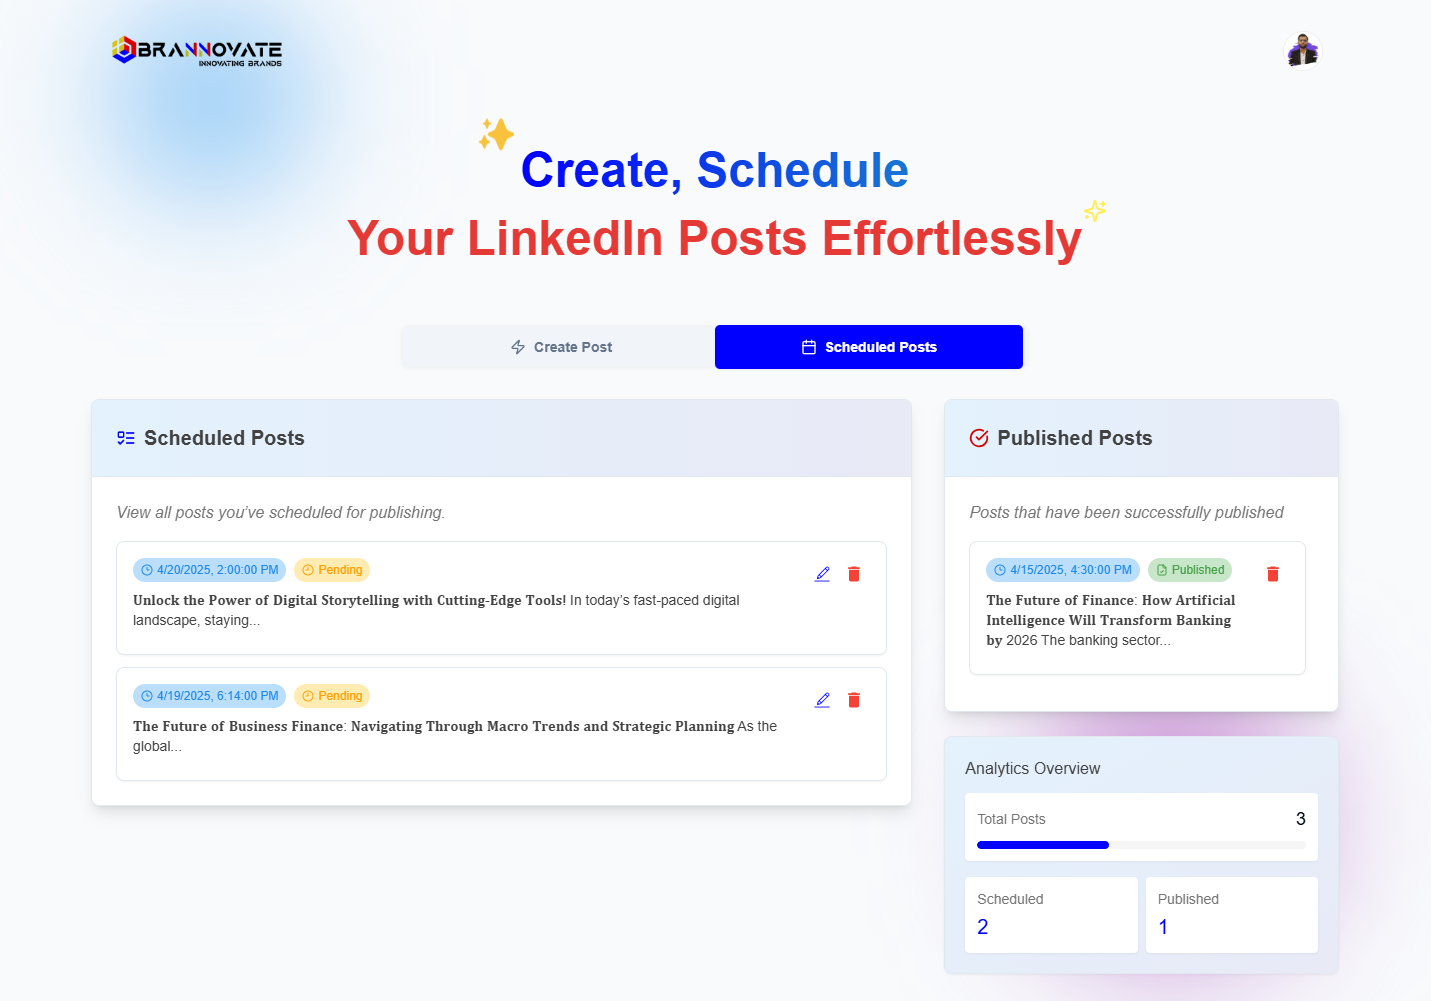 BRANNOVATE
INNOVATING BRANDS
Create, Schedule
Your LinkedIn Posts Effortlessly
Create Post
Scheduled Posts
Scheduled Posts
View all posts you've scheduled for publishing.
4/20/2025, 2:00:00 PM
Pending
Unlock the Power of Digital Storytelling with Cutting-Edge Tools! In today's fast-paced digital
landscape, staying...
4/19/2025, 6:14:00 PM
Pending
The Future of Business Finance: Navigating Through Macro Trends and Strategic Planning As the
global...
Published Posts
Posts that have been successfully published
4/15/2025, 4:30:00 PM
Published
The Future of Finance: How Artificial
Intelligence Will Transform Banking
by 2026 The banking sector...
Analytics Overview
Total Posts
3
Scheduled
2
Published
1